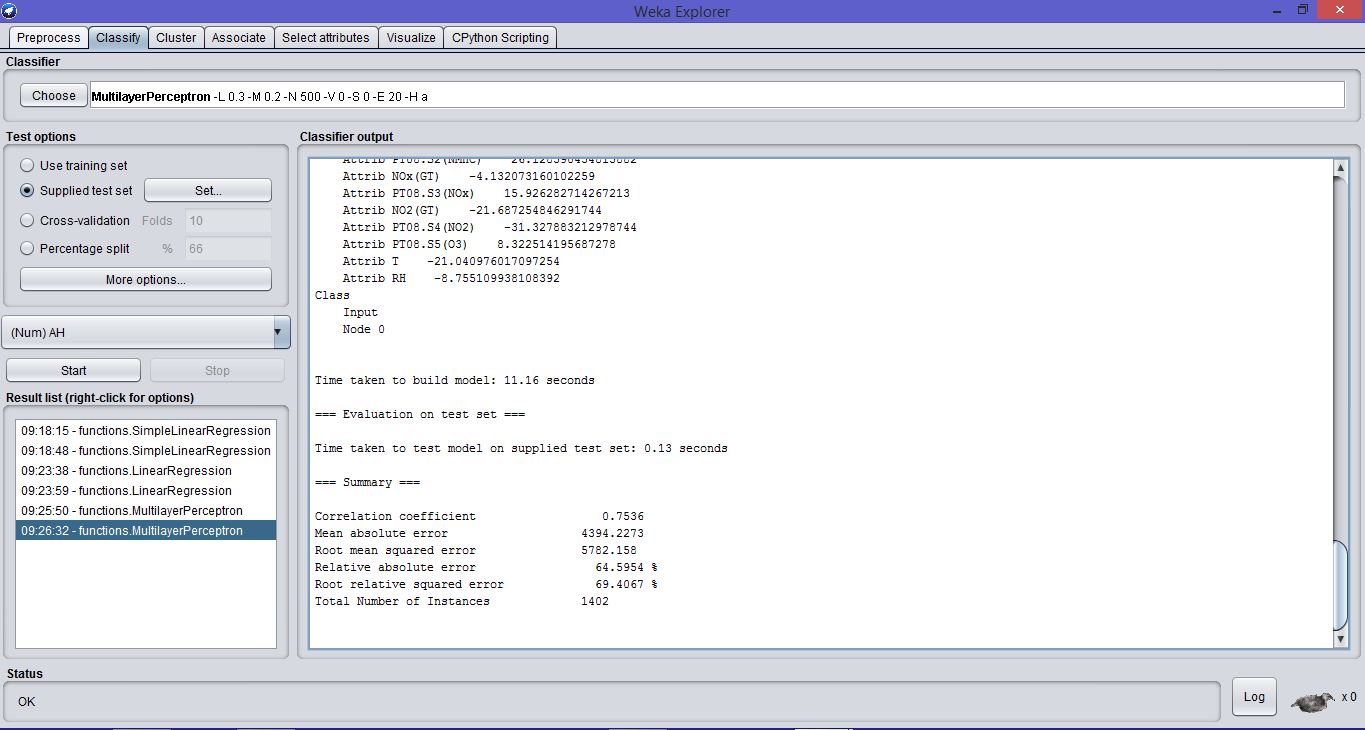 Weka Explorer
Preprocess Classify Cluster Associate Select attributes Visualize CPython Scripting
Classifier
Choose MultilayerPerceptron -L 0.3 -M 0.2 -N 500 -V 0 -S 0 -E 20 -H a
Test options
Use training set
Supplied test set Set...
Cross-validation Folds 10
Percentage split % 66
More options...
(Num) AH
Start Stop
Result list (right-click for options)
09:18:15 - functions.SimpleLinearRegression
09:18:48 - functions.SimpleLinearRegression
09:23:38 - functions.LinearRegression
09:23:59 - functions.LinearRegression
09:25:50 - functions.MultilayerPerceptron
09:26:32 - functions.MultilayerPerceptron
Classifier output
Attrib PT08.S2(NMHC)
Attrib NOx(GT) -4.132073160102259
Attrib PT08.S3(NOx) 15.926282714267213
Attrib NO2(GT) -21.687254846291744
Attrib PT08.S4(NO2) -31.327883212978744
Attrib PT08.S5(O3) 8.322514195687278
Attrib T -21.040976017097254
Attrib RH -8.755109938108392
Class
Input
Node 0
Time taken to build model: 11.16 seconds
=== Evaluation on test set ===
Time taken to test model on supplied test set: 0.13 seconds
=== Summary ===
Correlation coefficient 0.7536
Mean absolute error 4394.2273
Root mean squared error 5782.158
Relative absolute error 64.5954 %
Root relative squared error 69.4067 %
Total Number of Instances 1402
Status
OK
Log x 0